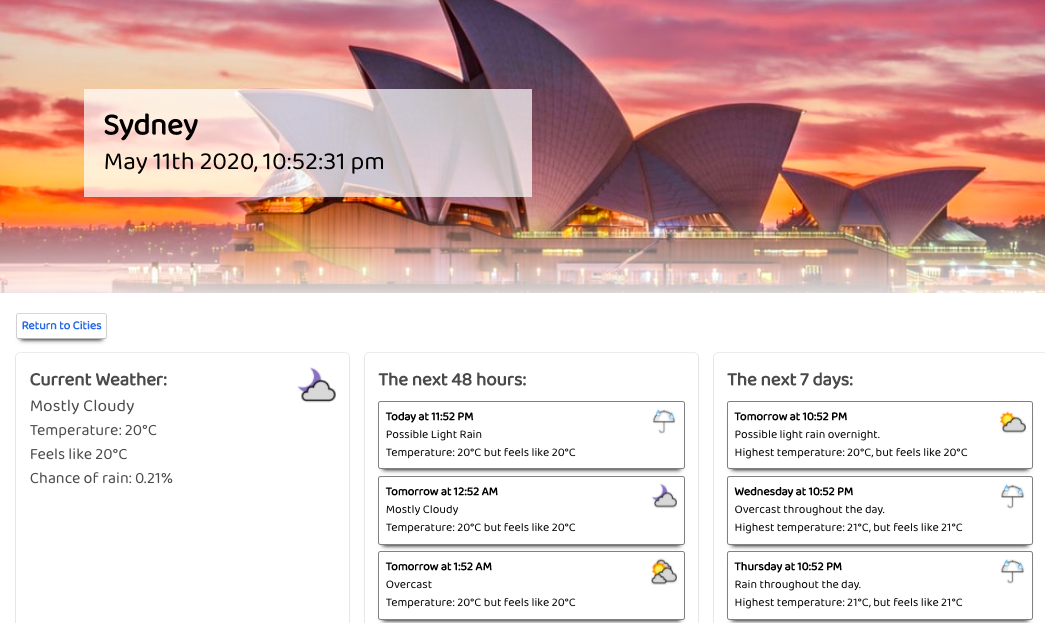 Sydney
May 11th 2020, 10:52:31 pm
Return to Cities
Current Weather:
Mostly Cloudy
Temperature: 20°C
Feels like 20°C
Chance of rain: 0.21%
The next 48 hours:
Today at 11:52 PM
Possible Light Rain
Temperature: 20°C but feels like 20°C
Tomorrow at 12:52 AM
Mostly Cloudy
Temperature: 20°C but feels like 20°C
Tomorrow at 1:52 AM
Overcast
Temperature: 20°C but feels like 20°C
The next 7 days:
Tomorrow at 10:52 PM
Possible light rain overnight.
Highest temperature: 20°C, but feels like 20°C
Wednesday at 10:52 PM
Overcast throughout the day.
Highest temperature: 21°C, but feels like 21°C
Thursday at 10:52 PM
Rain throughout the day.
Highest temperature: 21°C, but feels like 21°C